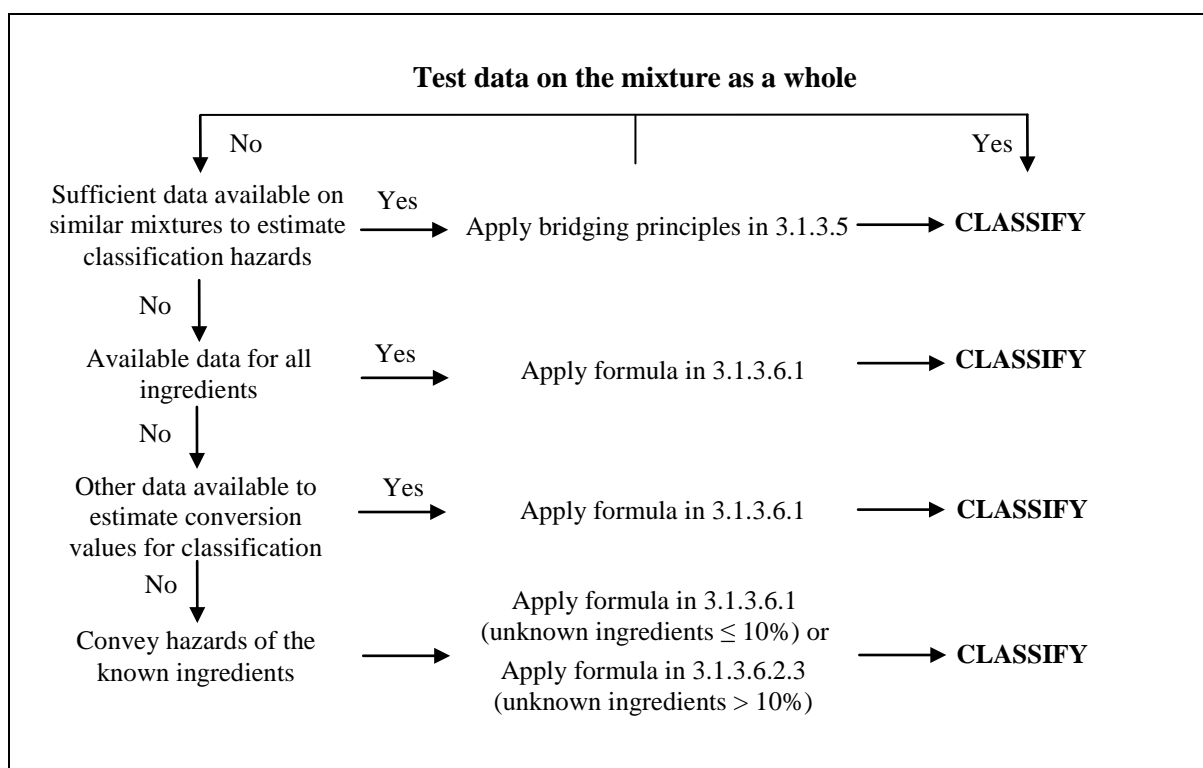 Test data on the mixture as a whole
No
Yes
Sufficient data available on
similar mixtures to estimate
classification hazards
Yes
Apply bridging principles in 3.1.3.5
CLASSIFY
No
Available data for all
ingredients
Yes
Apply formula in 3.1.3.6.1
CLASSIFY
No
Other data available to
estimate conversion
values for classification
Yes
Apply formula in 3.1.3.6.1
CLASSIFY
No
Convey hazards of the
known ingredients
Apply formula in 3.1.3.6.1
(unknown ingredients ≤ 10%) or
Apply formula in 3.1.3.6.2.3
(unknown ingredients > 10%)
CLASSIFY